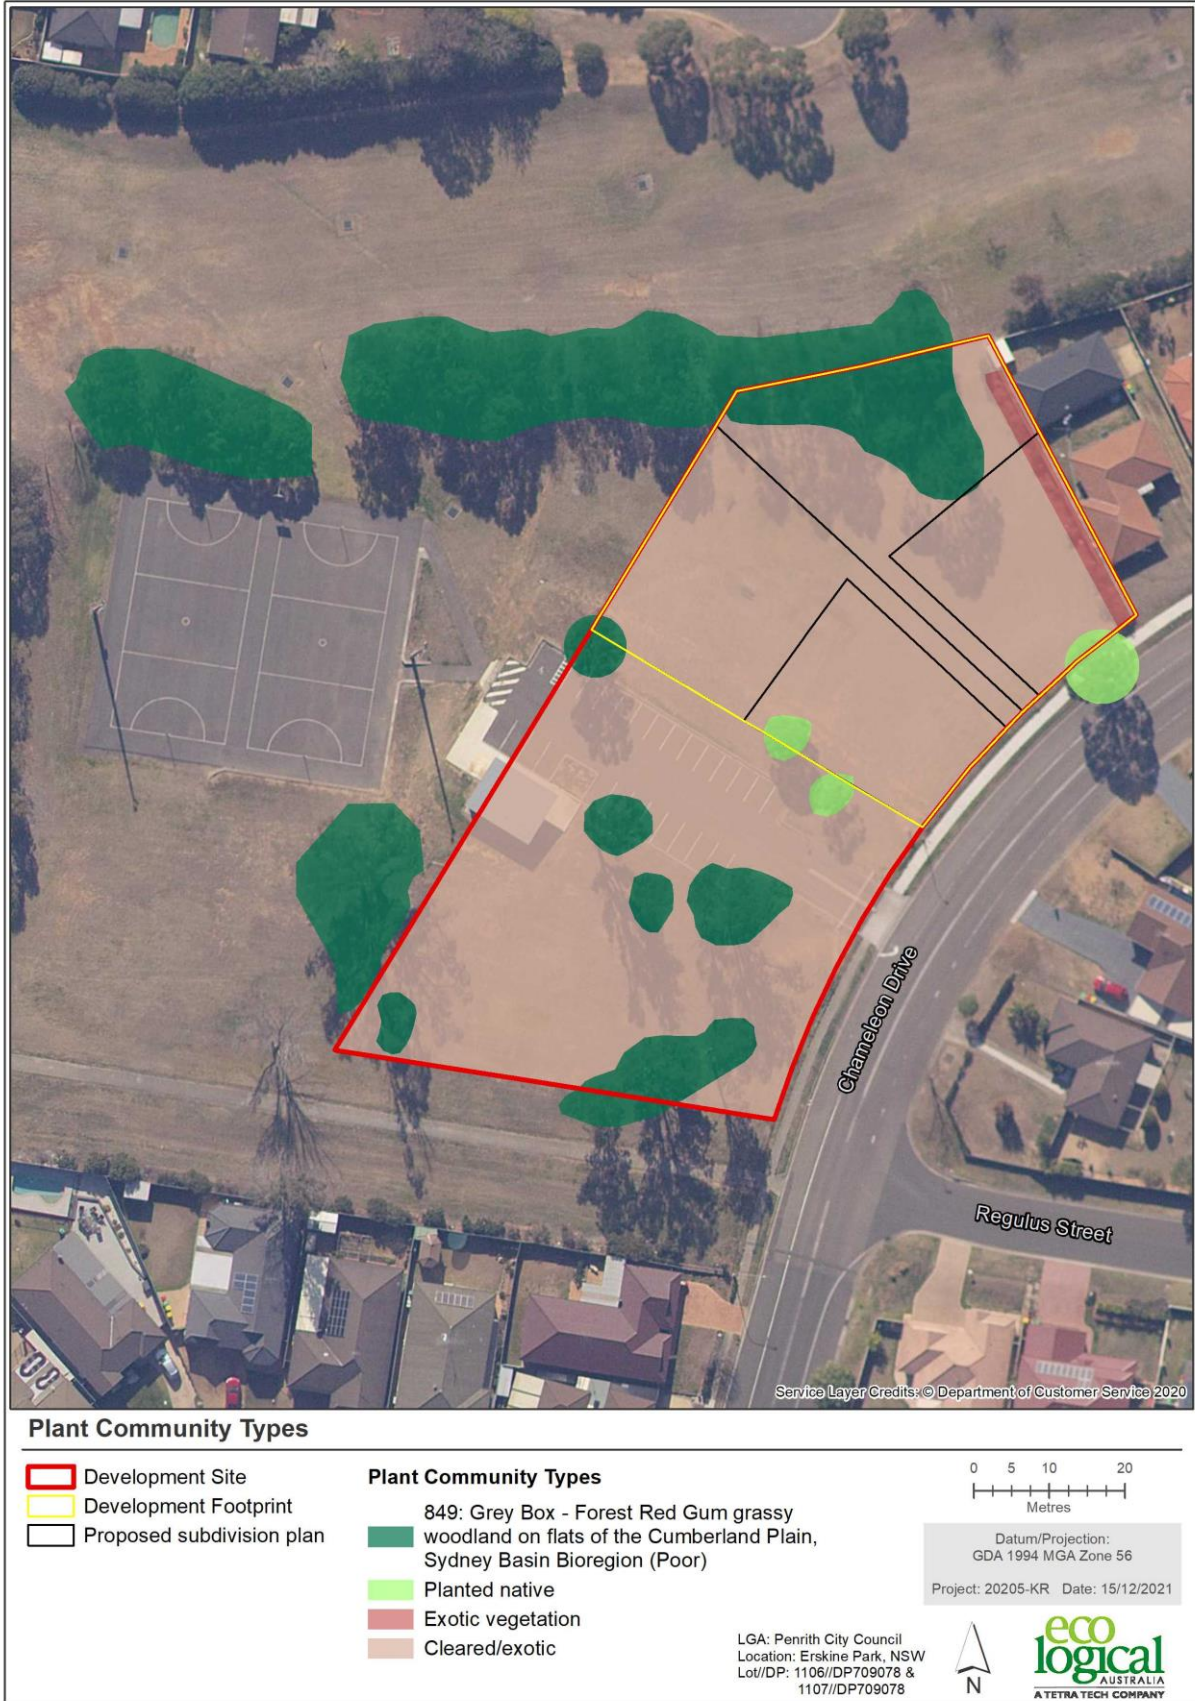 Chameleon Drive
Regulus Street
Service Layer Credits: © Department of Customer Service 2020
Plant Community Types
Development Site
Development Footprint
Proposed subdivision plan
Plant Community Types
849: Grey Box - Forest Red Gum grassy
woodland on flats of the Cumberland Plain,
Sydney Basin Bioregion (Poor)
Planted native
Exotic vegetation
Cleared/exotic
0 5 10 20
Metres
Datum/Projection:
GDA 1994 MGA Zone 56
Project: 20205-KR Date: 15/12/2021
LGA: Penrith City Council
Location: Erskine Park, NSW
Lot//DP: 1106//DP709078 &
1107//DP709078
N
eco
logical
AUSTRALIA
A TETRA TECH COMPANY